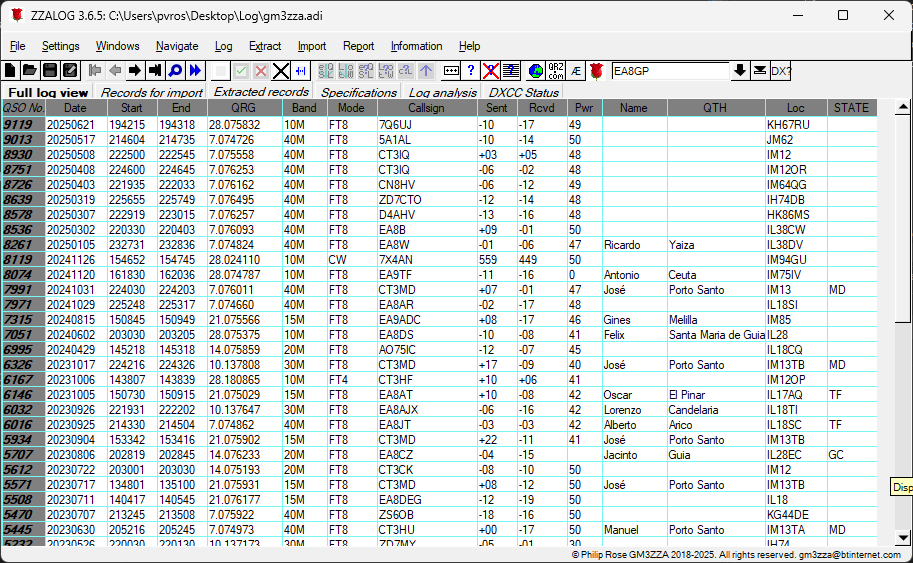 ZZALOG 3.6.5: C:\Users\pvros\Desktop\Log\gm3zza.adi
File Settings Windows Navigate Log Extract Import Report Information Help
QRZ.com Æ EA8GP DX?
Full log view Records for import Extracted records Specifications Log analysis DXCC Status
QSO No. Date Start End QRG Band Mode Callsign Sent Rcvd Pwr Name QTH Loc STATE
9119 20250621 194215 194318 28.075832 10M FT8 7Q6UJ -10 -17 49 KH67RU
9013 20250517 214604 214735 7.074726 40M FT8 5A1AL -10 -14 50 JM62
8930 20250508 222500 222545 7.075558 40M FT8 CT3IQ +03 +05 48 IM12
8751 20250408 224600 224645 7.076253 40M FT8 CT3IQ -06 -02 48 IM12OR
8726 20250403 221935 222033 7.076162 40M FT8 CN8HV -06 -12 49 IM64QG
8639 20250319 225655 225749 7.076495 40M FT8 ZD7CTO -12 -14 48 IH74DB
8578 20250307 222919 223015 7.076257 40M FT8 D4AHV -13 -16 48 HK86MS
8536 20250302 220330 220403 7.076093 40M FT8 EA8B +09 -01 50 IL38CW
8261 20250105 232731 232836 7.074824 40M FT8 EA8W -01 -06 47 Ricardo Yaiza IL38DV
8119 20241126 154652 154745 28.024110 10M CW 7X4AN 559 449 50 IM94GU
8074 20241120 161830 162036 28.074787 10M FT8 EA9TF -11 -16 0 Antonio Ceuta IM75IV
7991 20241031 224030 224203 7.076011 40M FT8 CT3MD +07 -01 47 José Porto Santo IM13 MD
7971 20241029 225248 225317 7.074660 40M FT8 EA8AR -02 -17 48 IL18SI
7315 20240815 150845 150949 21.075566 15M FT8 EA9ADC +08 -17 46 Gines Melilla IM85
7051 20240602 203030 203205 28.075375 10M FT8 EA8DS -10 -08 41 Felix Santa Maria de Guia IL28
6995 20240429 145218 145318 14.075859 20M FT8 AO75IC -12 -07 45 IL18CQ
6326 20231017 224216 224326 10.137808 30M FT8 CT3MD +17 -09 40 José Porto Santo IM13TB MD
6167 20231006 143807 143839 28.180865 10M FT4 CT3HF +10 +06 41 IM12OP
6146 20231005 150730 150915 21.075029 15M FT8 EA8AT +10 -08 42 Oscar El Pinar IL17AQ TF
6032 20230926 221931 222202 10.137647 30M FT8 EA8AJX -06 -16 42 Lorenzo Candelaria IL18TI
6016 20230925 214330 214504 7.074862 40M FT8 EA8JT -03 -03 42 Alberto Arico IL18SC TF
5934 20230904 153342 153416 21.075902 15M FT8 CT3MD +22 -11 41 José Porto Santo IM13TB
5707 20230806 202819 202845 14.076233 20M FT8 EA8CZ -04 -15 Jacinto Guia IL28EC GC
5612 20230722 203001 203030 14.075193 20M FT8 CT3CK -08 -10 50 IM12
5571 20230717 134801 135100 21.075931 15M FT8 CT3MD +08 -12 50 José Porto Santo IM13TB
5508 20230711 140417 140545 21.076177 15M FT8 EA8DEG -12 -19 50 IL18
5470 20230707 213245 213508 7.075922 40M FT8 ZS6OB -18 -16 50 KG44DE
5445 20230630 205216 205245 7.074973 40M FT8 CT3HU +00 -17 50 Manuel Porto Santo IM13TA MD
5232 20230526 220030 220130 10.137173 30M FT8 ZD7MY -05 -01 30 IH74
Disp
© Philip Rose GM3ZZA 2018-2025. All rights reserved. gm3zza@btinternet.com